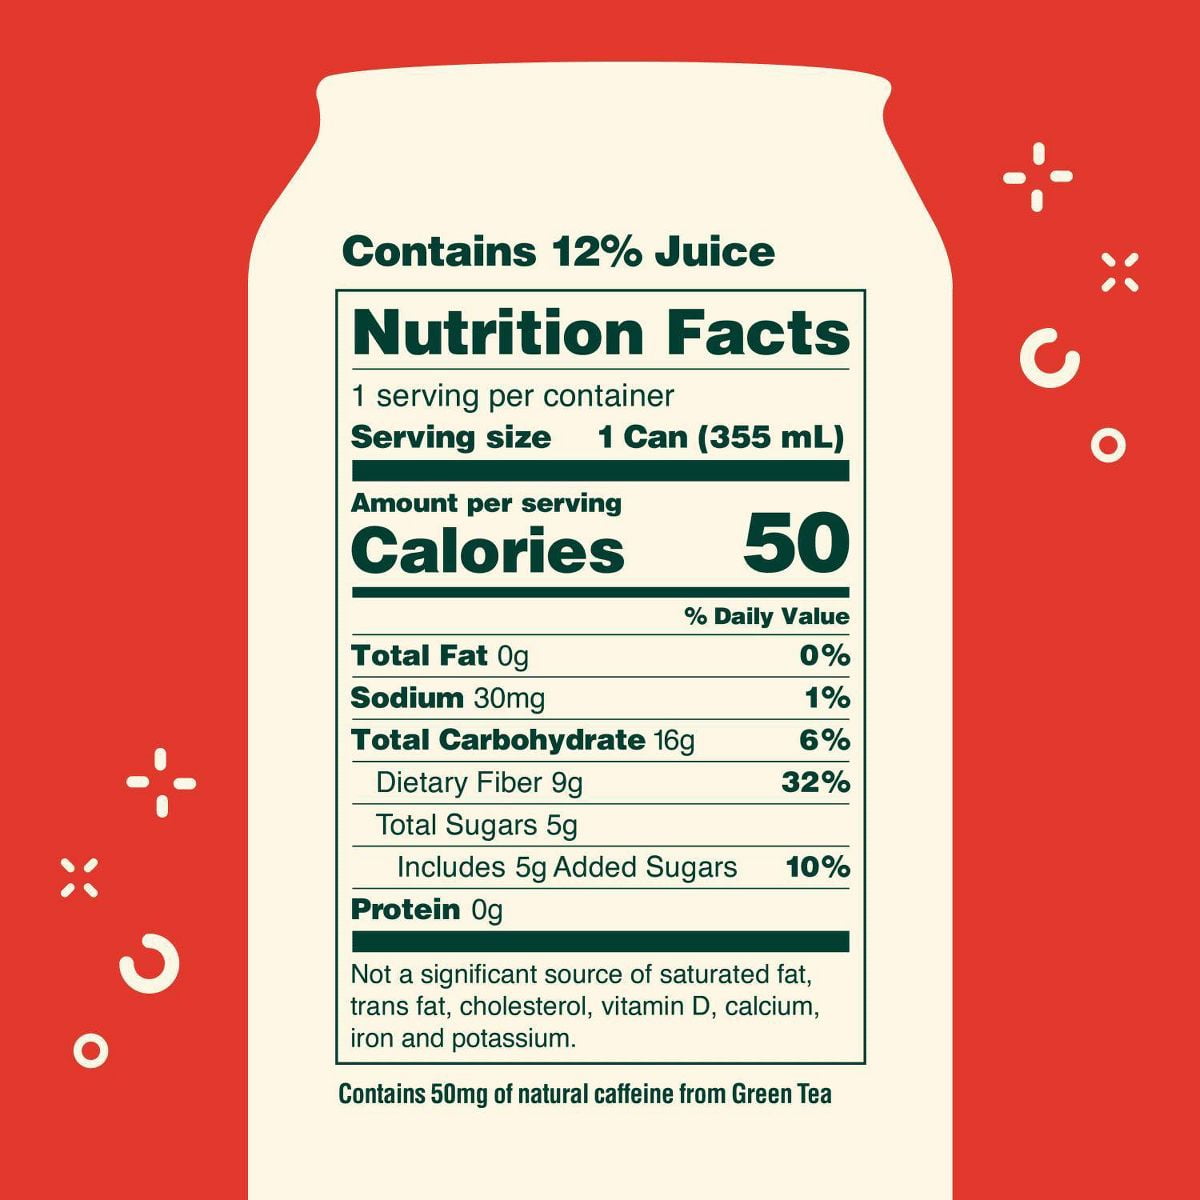 Contains 12% Juice
Nutrition Facts
1 serving per container
Serving size 1 Can (355 mL)
Amount per serving
Calories 50
% Daily Value
Total Fat 0g 0%
Sodium 30mg 1%
Total Carbohydrate 16g 6%
Dietary Fiber 9g 32%
Total Sugars 5g
Includes 5g Added Sugars 10%
Protein 0g
Not a significant source of saturated fat,
trans fat, cholesterol, vitamin D, calcium,
iron and potassium.
Contains 50mg of natural caffeine from Green Tea